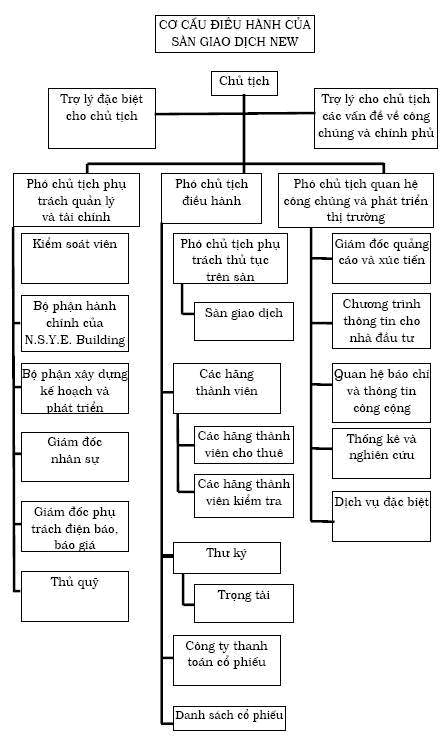 CƠ CẤU ĐIỀU HÀNH CỦA
SÀN GIAO DỊCH NEW
Chủ tịch
Trợ lý đặc biệt
cho chủ tịch
Trợ lý cho chủ tịch
các vấn đề về công
chúng và chính phủ
Phó chủ tịch phụ
trách quản lý
và tài chính
Kiểm soát viên
Bộ phận hành
chính của
N.S.Y.E. Building
Bộ phận xây dựng
kế hoạch và
phát triển
Giám đốc
nhân sự
Giám đốc phụ
trách điện báo,
báo giá
Thủ quỹ
Phó chủ tịch
điều hành
Phó chủ tịch phụ
trách thủ tục
trên sàn
Sàn giao dịch
Các hãng
thành viên
Các hãng thành
viên cho thuê
Các hãng thành
viên kiểm tra
Thư ký
Trọng tài
Công ty thanh
toán cổ phiếu
Danh sách cổ phiếu
Phó chủ tịch quan hệ
công chúng và phát triển
thị trường
Giám đốc quảng
cáo và xúc tiến
Chương trình
thông tin cho
nhà đầu tư
Quan hệ báo chí
và thông tin
công cộng
Thống kê và
nghiên cứu
Dịch vụ đặc biệt